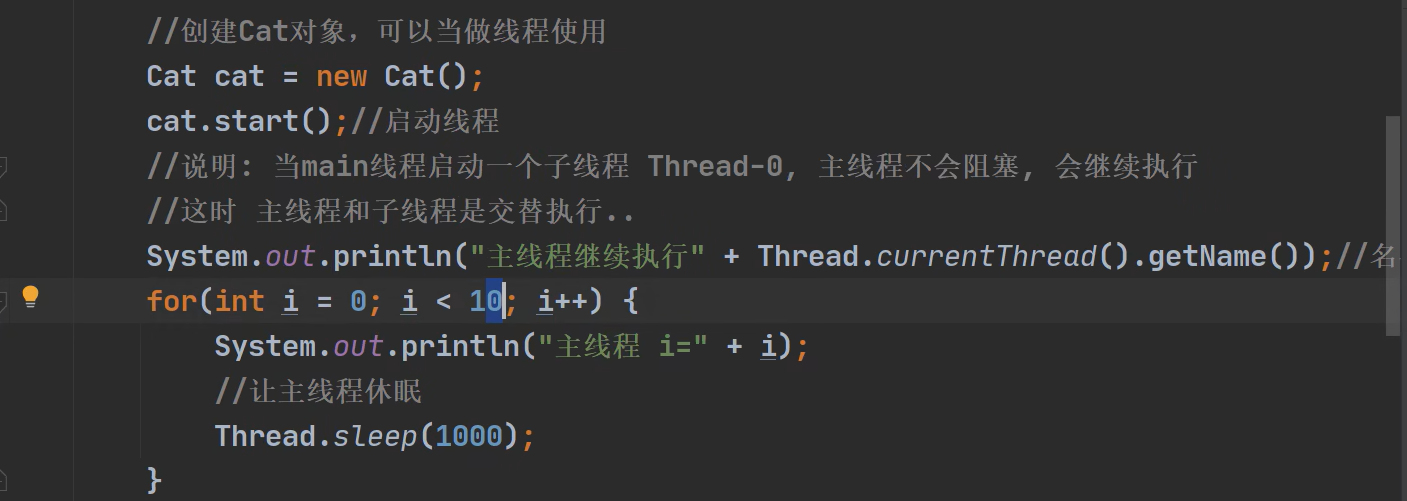 //创建Cat对象，可以当做线程使用
Cat cat = new Cat();
cat.start();//启动线程
//说明: 当main线程启动一个子线程 Thread-0, 主线程不会阻塞, 会继续执行
//这时 主线程和子线程是交替执行..
System.out.println("主线程继续执行" + Thread.currentThread().getName());//名
for(int i = 0; i < 10; i++) {
System.out.println("主线程 i=" + i);
//让主线程休眠
Thread.sleep(1000);
}